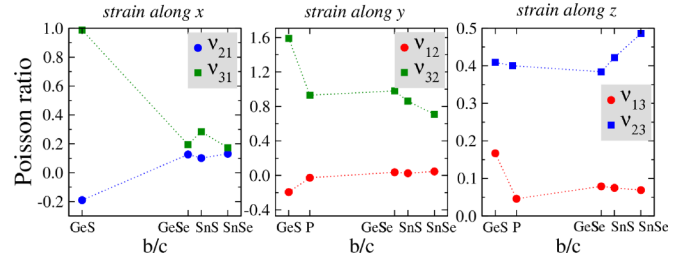 strain along x
strain along y
strain along z
Poisson ratio
1.0
0.8
0.6
0.4
0.2
0.0
-0.2
ν21
ν31
GeS
GeSe
SnS
SnSe
b/c
1.6
1.2
0.8
0.4
0.0
-0.4
ν12
ν32
GeS
P
GeSe
SnS
SnSe
b/c
0.5
0.4
0.3
0.2
0.1
0.0
ν13
ν23
GeS
P
GeSe
SnS
SnSe
b/c